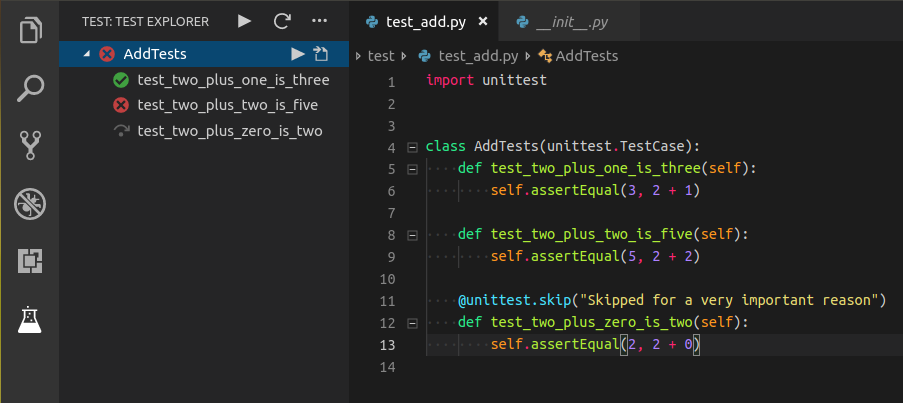 TEST: TEST EXPLORER
AddTests
test_two_plus_one_is_three
test_two_plus_two_is_five
test_two_plus_zero_is_two
test_add.py
__init__.py
test
test_add.py
AddTests
1 import unittest
2
3
4 class AddTests(unittest.TestCase):
5 def test_two_plus_one_is_three(self):
6 self.assertEqual(3, 2 + 1)
7
8 def test_two_plus_two_is_five(self):
9 self.assertEqual(5, 2 + 2)
10
11 @unittest.skip("Skipped for a very important reason")
12 def test_two_plus_zero_is_two(self):
13 self.assertEqual(2, 2 + 0)
14